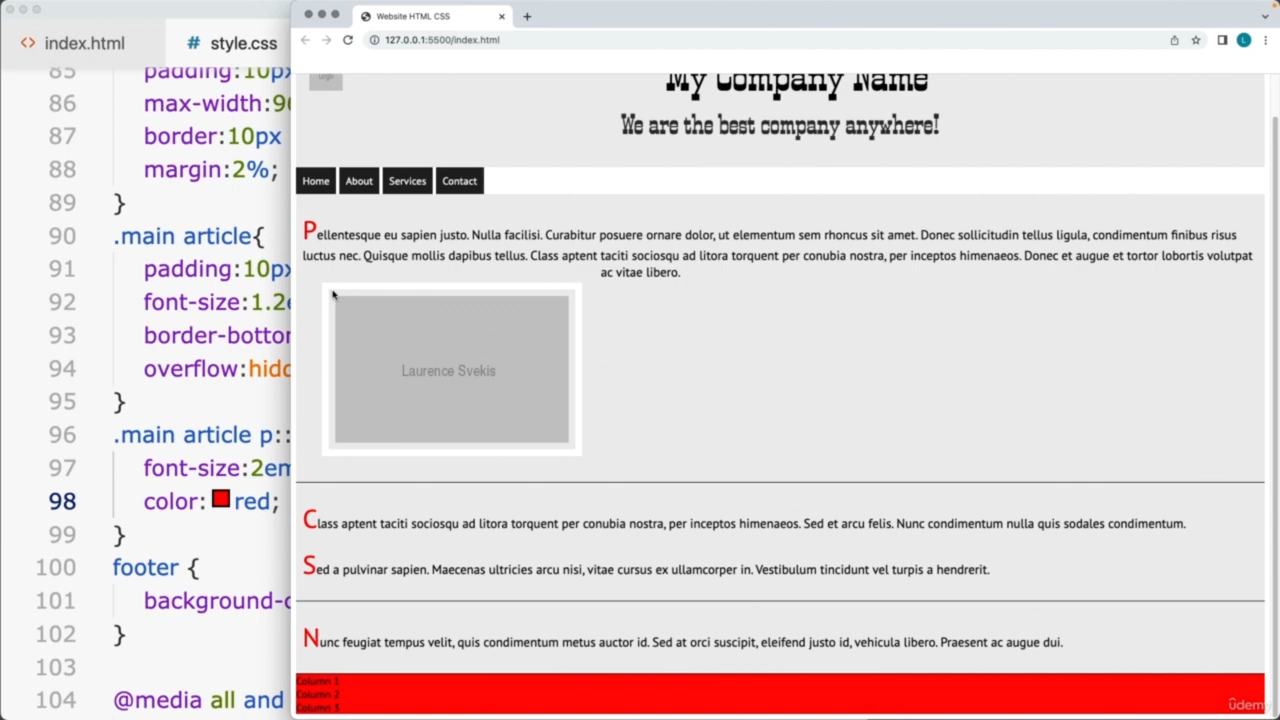 index.html
# style.css
Website HTML CSS
127.0.0.1:5500/index.html
85 padding:10px
86 max-width:90
87 border:10px
88 margin:2%;
89 }
90 .main article{
91 padding:10px
92 font-size:1.2e
93 border-bottom
94 overflow:hidd
95 }
96 .main article p::
97 font-size:2em
98 color: red;
99 }
100 footer {
101 background-c
102 }
103
104 @media all and
My Company Name
We are the best company anywhere!
Home About Services Contact
Pellentesque eu sapien justo. Nulla facilisi. Curabitur posuere ornare dolor, ut elementum sem rhoncus sit amet. Donec sollicitudin tellus ligula, condimentum finibus risus
luctus nec. Quisque mollis dapibus tellus. Class aptent taciti sociosqu ad litora torquent per conubia nostra, per inceptos himenaeos. Donec et augue et tortor lobortis volutpat
ac vitae libero.
Laurence Svekis
Class aptent taciti sociosqu ad litora torquent per conubia nostra, per inceptos himenaeos. Sed et arcu felis. Nunc condimentum nulla quis sodales condimentum.
Sed a pulvinar sapien. Maecenas ultricies arcu nisi, vitae cursus ex ullamcorper in. Vestibulum tincidunt vel turpis a hendrerit.
Nunc feugiat tempus velit, quis condimentum metus auctor id. Sed at orci suscipit, eleifend justo id, vehicula libero. Praesent ac augue dui.
Column 1
Column 2
Column 3
udemy